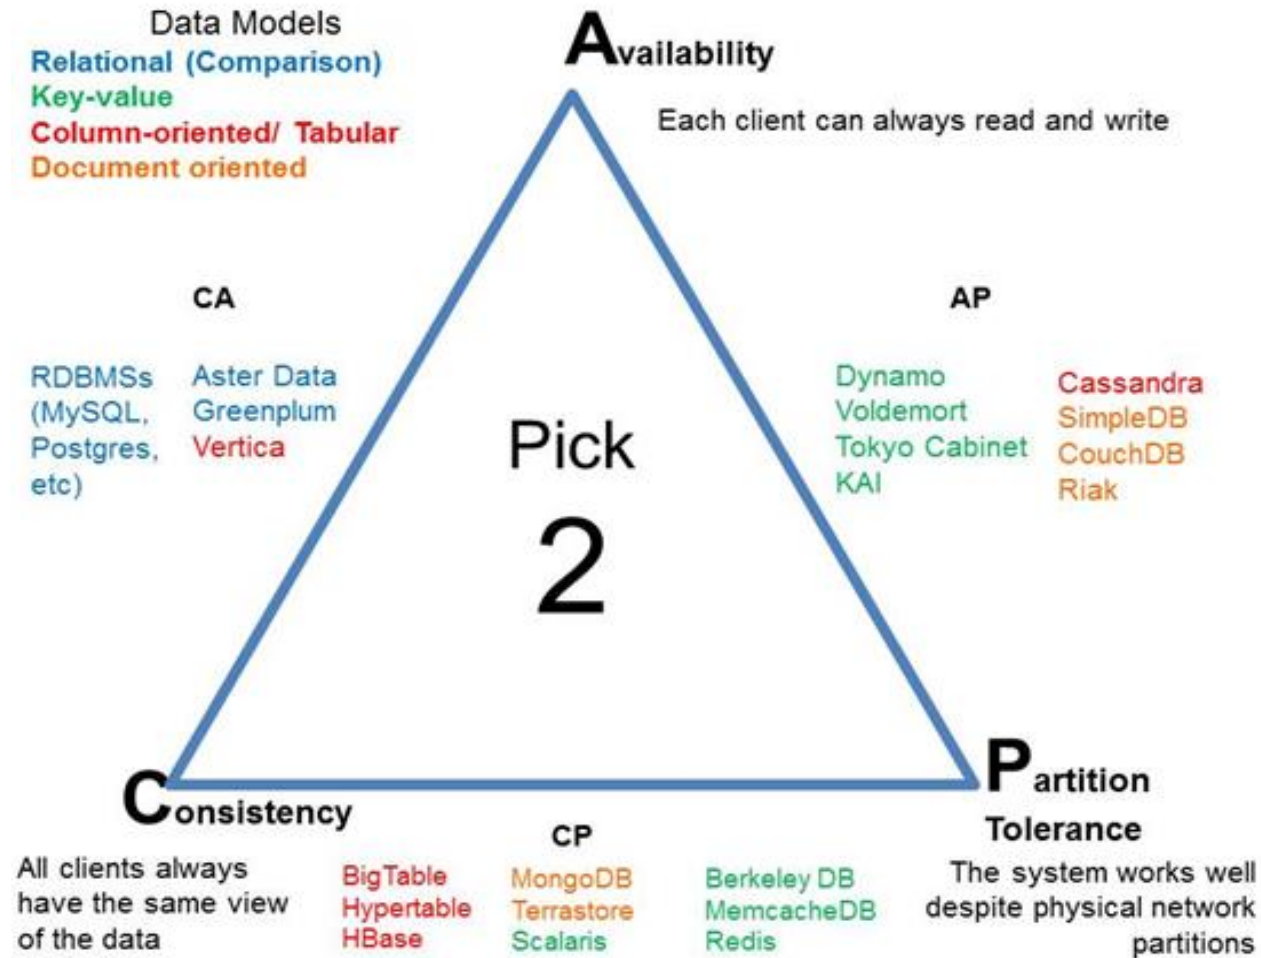 Data Models
Relational (Comparison)
Key-value
Column-oriented/ Tabular
Document oriented
Availability
Each client can always read and write
CA
RDBMSs
(MySQL,
Postgres,
etc)
Aster Data
Greenplum
Vertica
Pick
2
AP
Dynamo
Voldemort
Tokyo Cabinet
KAI
Cassandra
SimpleDB
CouchDB
Riak
Consistency
All clients always
have the same view
of the data
CP
BigTable
Hypertable
HBase
MongoDB
Terrastore
Scalaris
Berkeley DB
MemcacheDB
Redis
Partition
Tolerance
The system works well
despite physical network
partitions